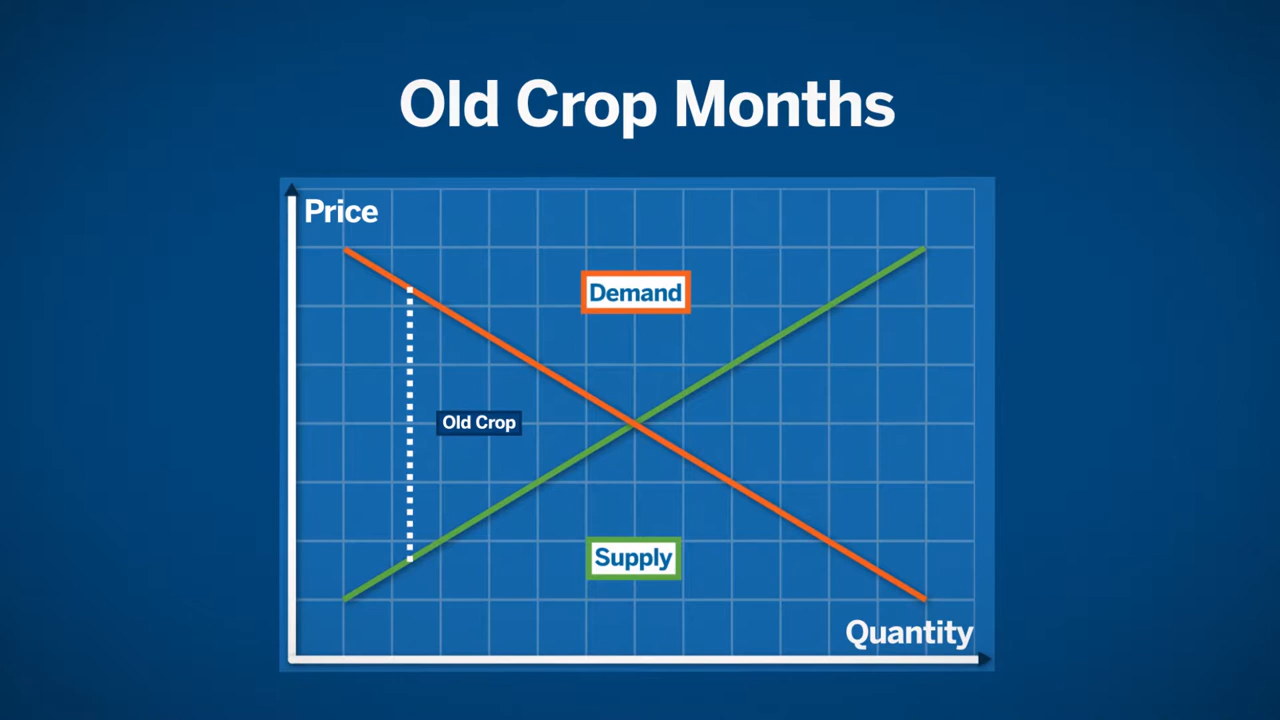 Old Crop Months
Price
Demand
Old Crop
Supply
Quantity